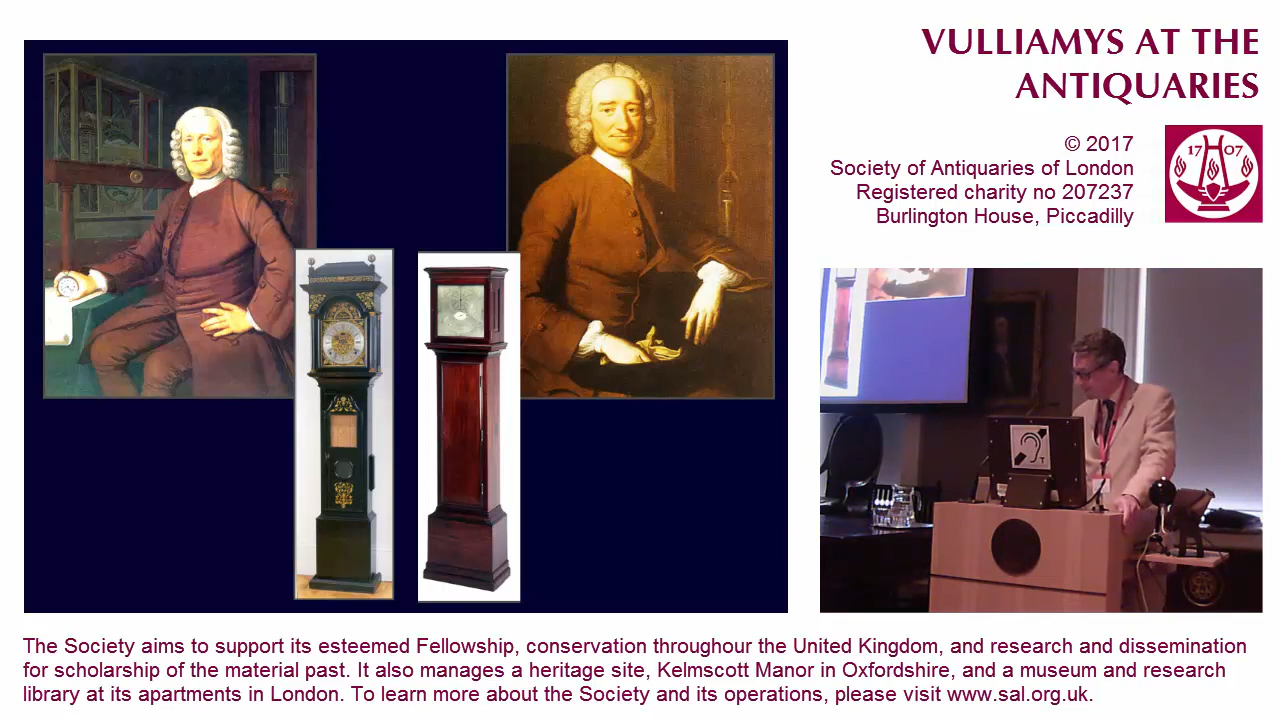 VULLIAMYS AT THE
ANTIQUARIES
© 2017
Society of Antiquaries of London
Registered charity no 207237
Burlington House, Piccadilly
17 07
T
The Society aims to support its esteemed Fellowship, conservation throughour the United Kingdom, and research and dissemination
for scholarship of the material past. It also manages a heritage site, Kelmscott Manor in Oxfordshire, and a museum and research
library at its apartments in London. To learn more about the Society and its operations, please visit www.sal.org.uk.